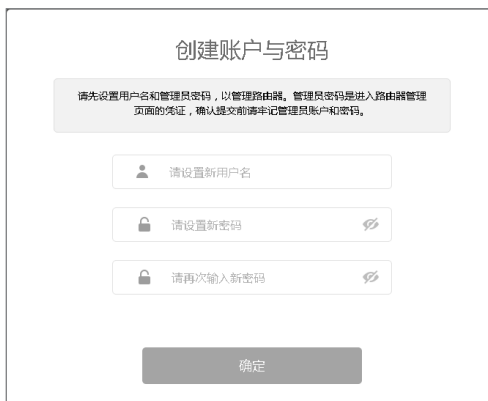 创建账户与密码
请先设置用户名和管理员密码，以管理路由器。管理员密码是进入路由器管理
页面的凭证，确认提交前请牢记管理员账户和密码。
请设置新用户名
请设置新密码
请再次输入新密码
确定